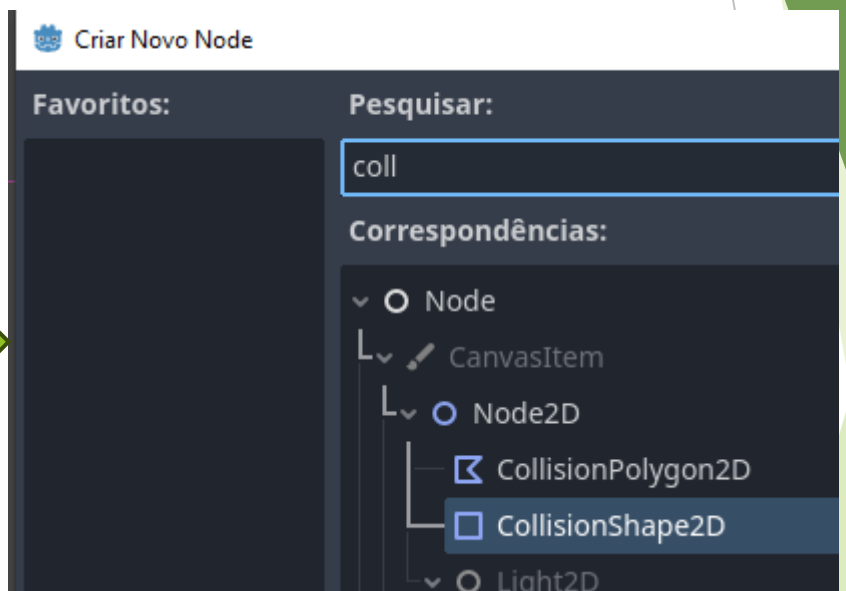 Criar Novo Node
Favoritos:
Pesquisar:
coll
Correspondências:
Node
CanvasItem
Node2D
CollisionPolygon2D
CollisionShape2D
Light2D